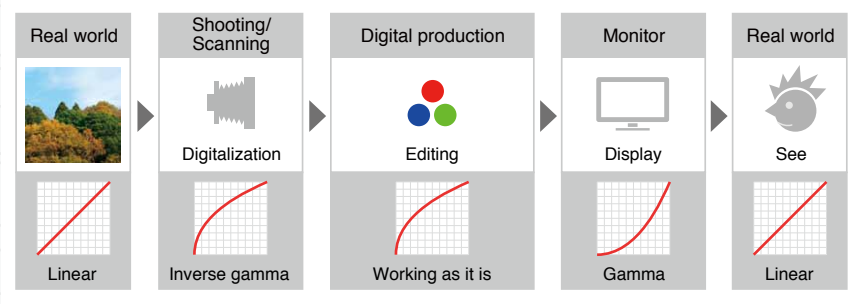 Real world
Shooting/
Scanning
Digital production
Monitor
Real world
Digitalization
Editing
Display
See
Linear
Inverse gamma
Working as it is
Gamma
Linear